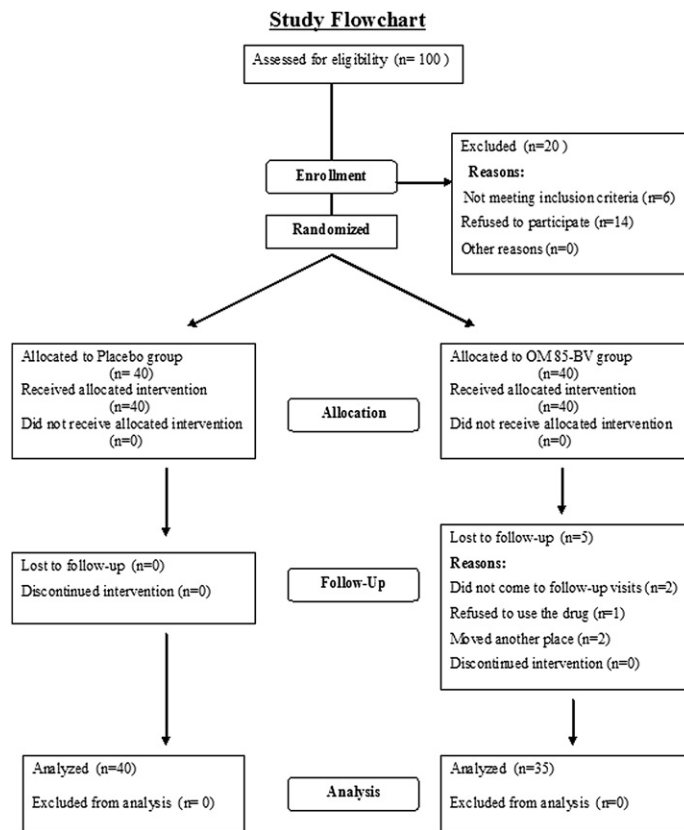 Study Flowchart
Assessed for eligibility (n= 100 )
Excluded (n=20 )
Reasons:
Not meeting inclusion criteria (n=6)
Refused to participate (n=14)
Other reasons (n=0)
Enrollment
Randomized
Allocated to Placebo group
(n= 40)
Received allocated intervention
(n=40)
Did not receive allocated intervention
(n=0)
Allocation
Allocated to OM 85-BV group
(n=40)
Received allocated intervention
(n=40)
Did not receive allocated intervention
(n=0)
Lost to follow-up (n=0)
Discontinued intervention (n=0)
Follow-Up
Lost to follow-up (n=5)
Reasons:
Did not come to follow-up visits (n=2)
Refused to use the drug (n=1)
Moved another place (n=2)
Discontinued intervention (n=0)
Analyzed (n=40)
Excluded from analysis (n= 0)
Analysis
Analyzed (n=35)
Excluded from analysis (n=0)